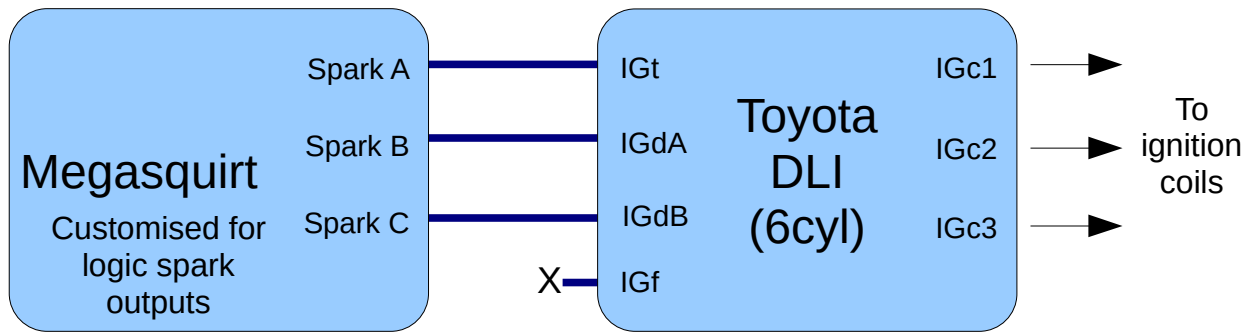 Spark A
Spark B
Spark C
Megasquirt
Customised for
logic spark
outputs
IGt
IGdA
IGdB
X
IGf
Toyota
DLI
(6cyl)
IGc1
IGc2
IGc3
To
ignition
coils